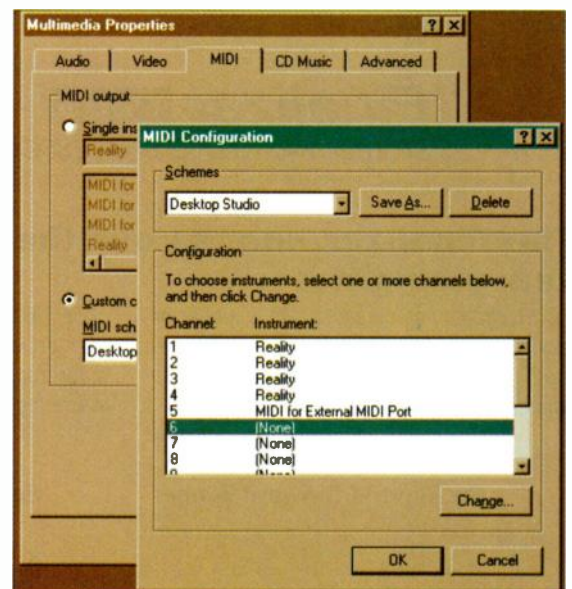 Multimedia Properties
Audio
Video
MIDI
CD Music
Advanced
MIDI output
Single ins
Reality
MIDI for
MIDI for
MIDI for
Reality
Custom c
MIDI sch
Desktop
MIDI Configuration
Schemes
Desktop Studio
Save As...
Delete
Configuration
To choose instruments, select one or more channels below,
and then click Change.
Channel: Instrument:
1 Reality
2 Reality
3 Reality
4 Reality
5 MIDI for External MIDI Port
6 (None)
7 (None)
8 (None)
9 (None)
Change...
OK
Cancel